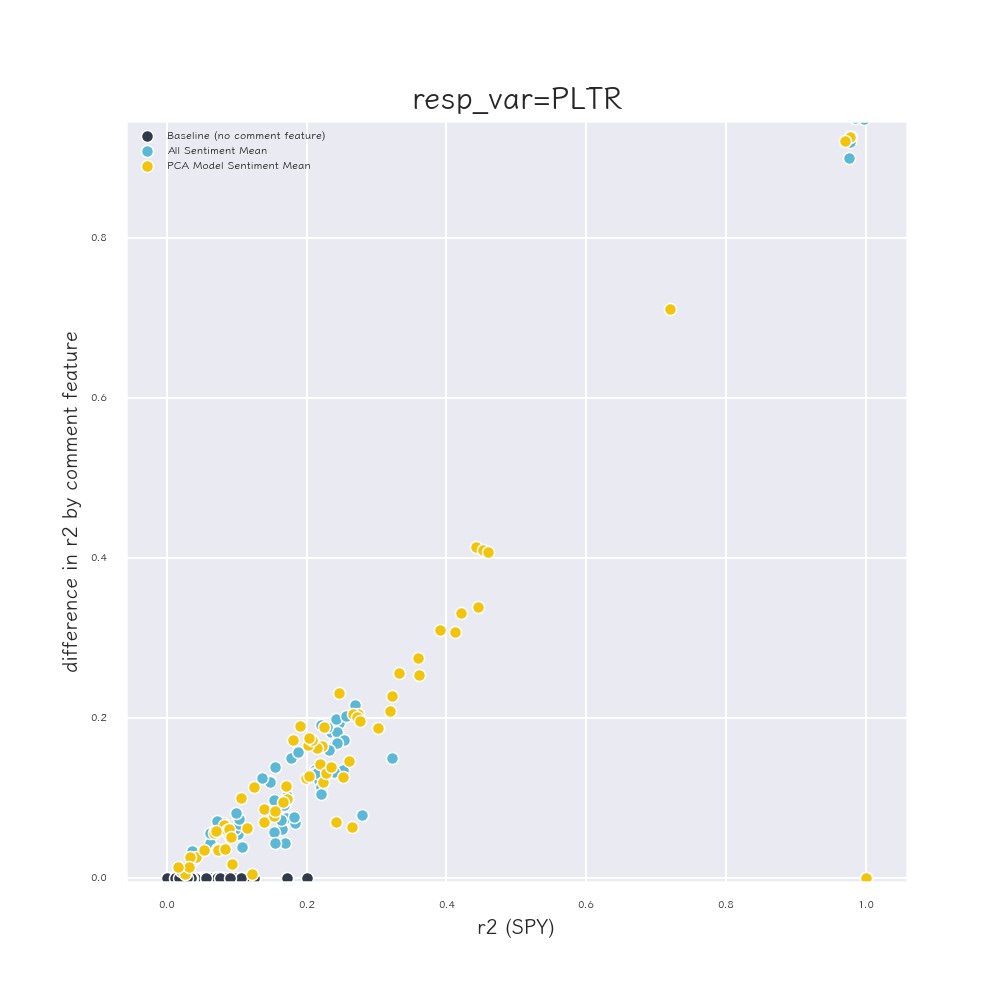 resp_var=PLTR
Baseline (no comment feature)
All Sentiment Mean
PCA Model Sentiment Mean
difference in r2 by comment feature
0.8
0.6
0.4
0.2
0.0
0.0 0.2 0.4 0.6 0.8 1.0
r2 (SPY)